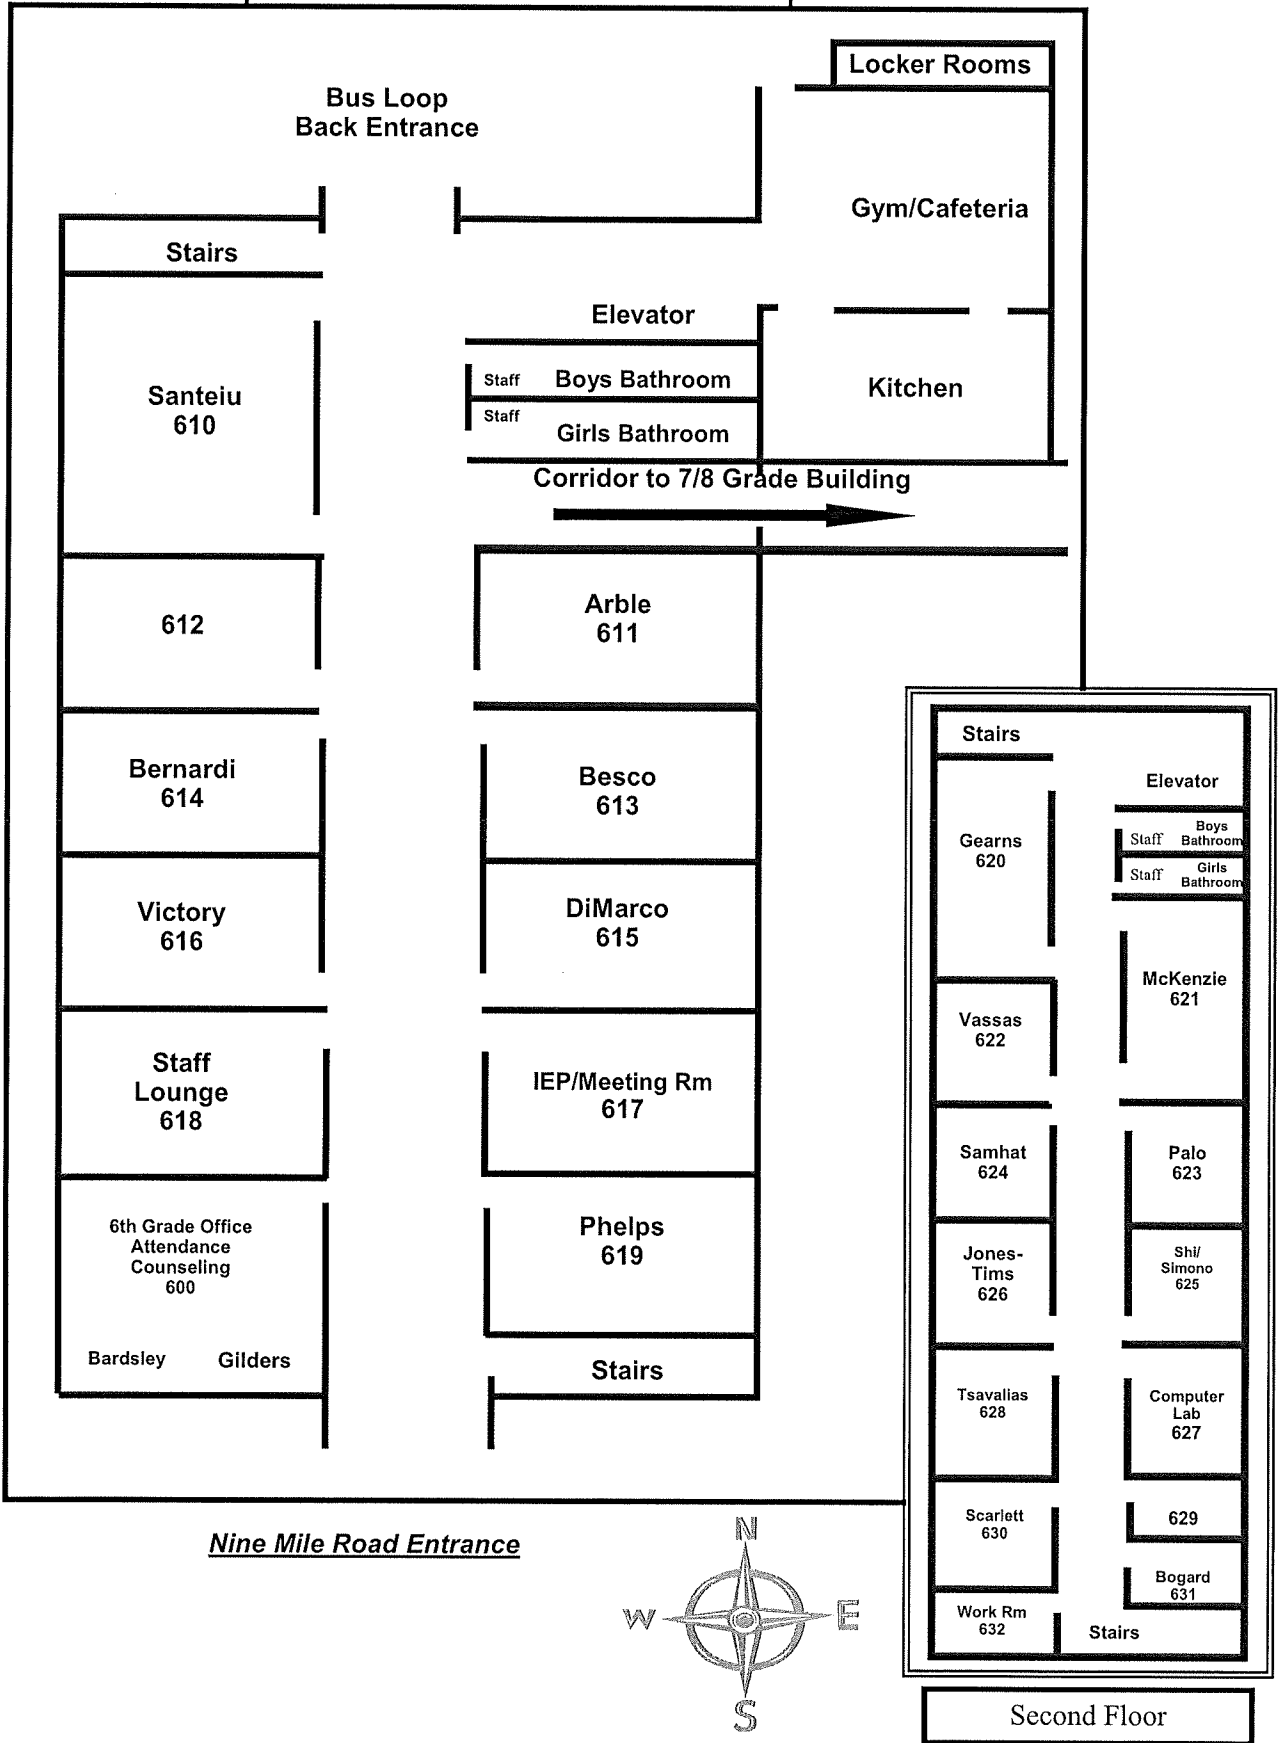 Locker Rooms
Bus Loop
Back Entrance
Gym/Cafeteria
Stairs
Elevator
Staff
Boys Bathroom
Staff
Girls Bathroom
Kitchen
Santeiu
610
Corridor to 7/8 Grade Building
612
Arble
611
Bernardi
614
Besco
613
Victory
616
DiMarco
615
Staff
Lounge
618
IEP/Meeting Rm
617
6th Grade Office
Attendance
Counseling
600
Phelps
619
Bardsley
Gilders
Stairs
Nine Mile Road Entrance
N
W
E
S
Stairs
Elevator
Gearns
620
Staff
Boys
Bathroom
Staff
Girls
Bathroom
McKenzie
621
Vassas
622
Samhat
624
Palo
623
Jones-
Tims
626
Shi/
Simono
625
Tsavalias
628
Computer
Lab
627
Scarlett
630
629
Bogard
631
Work Rm
632
Stairs
Second Floor